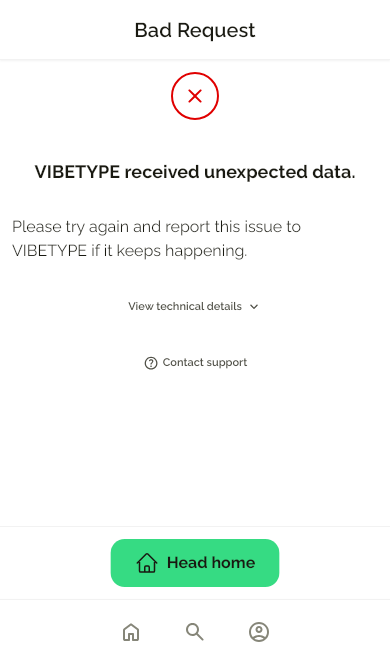 Bad Request
VIBETYPE received unexpected data.
Please try again and report this issue to
VIBETYPE if it keeps happening.
View technical details
Contact support
Head home